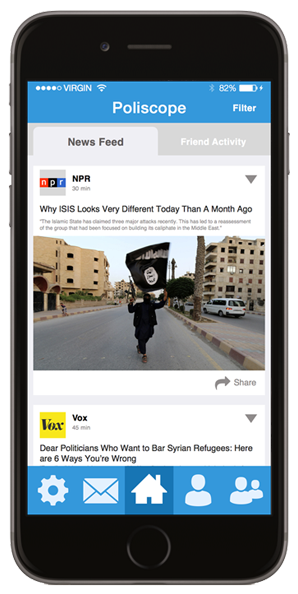 VIRGIN 82%
Poliscope Filter
News Feed Friend Activity
npr NPR
30 min
Why ISIS Looks Very Different Today Than A Month Ago
"The Islamic State has claimed three major attacks recently. This has led to a reassessment
of the group that had been focused on building its caliphate in the Middle East."
Share
Vox Vox
45 min
Dear Politicians Who Want to Bar Syrian Refugees: Here
are 6 Ways You're Wrong